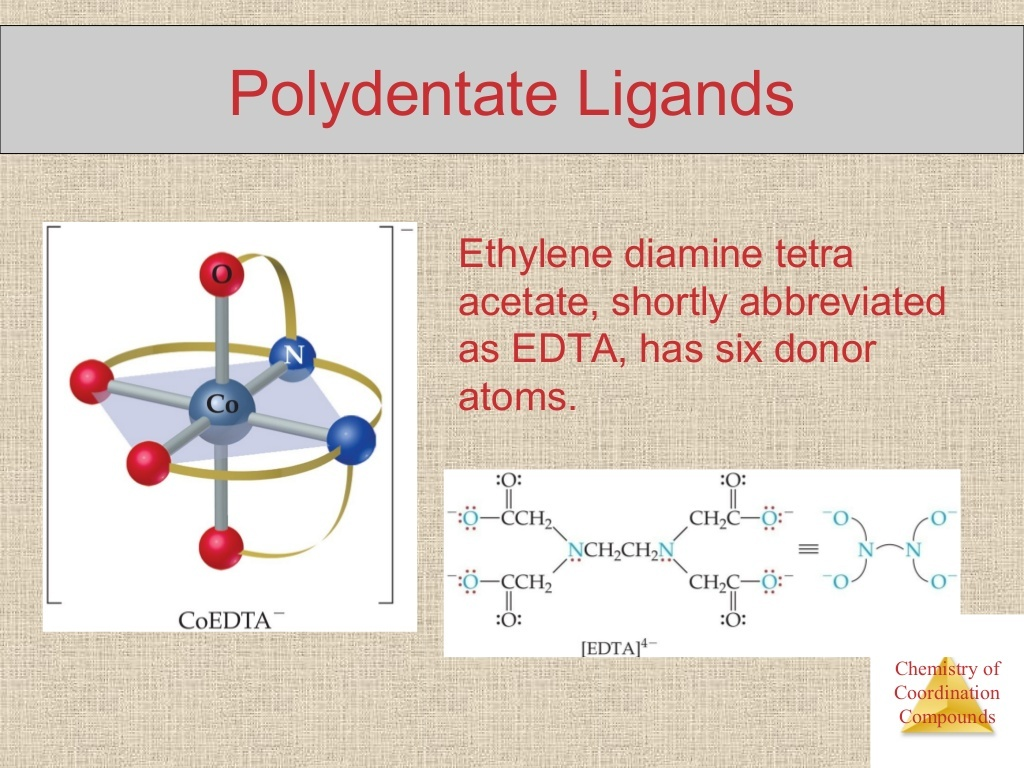 Polydentate Ligands
O
N
Co
−
CoEDTA⁻
Ethylene diamine tetra
acetate, shortly abbreviated
as EDTA, has six donor
atoms.
:O: :O:
⁻:O—CCH₂ CH₂C—O:⁻ ⁻O O⁻
NCH₂CH₂N ≡ N N
⁻:O—CCH₂ CH₂C—O:⁻ ⁻O O⁻
:O: :O:
[EDTA]⁴⁻
Chemistry of
Coordination
Compounds